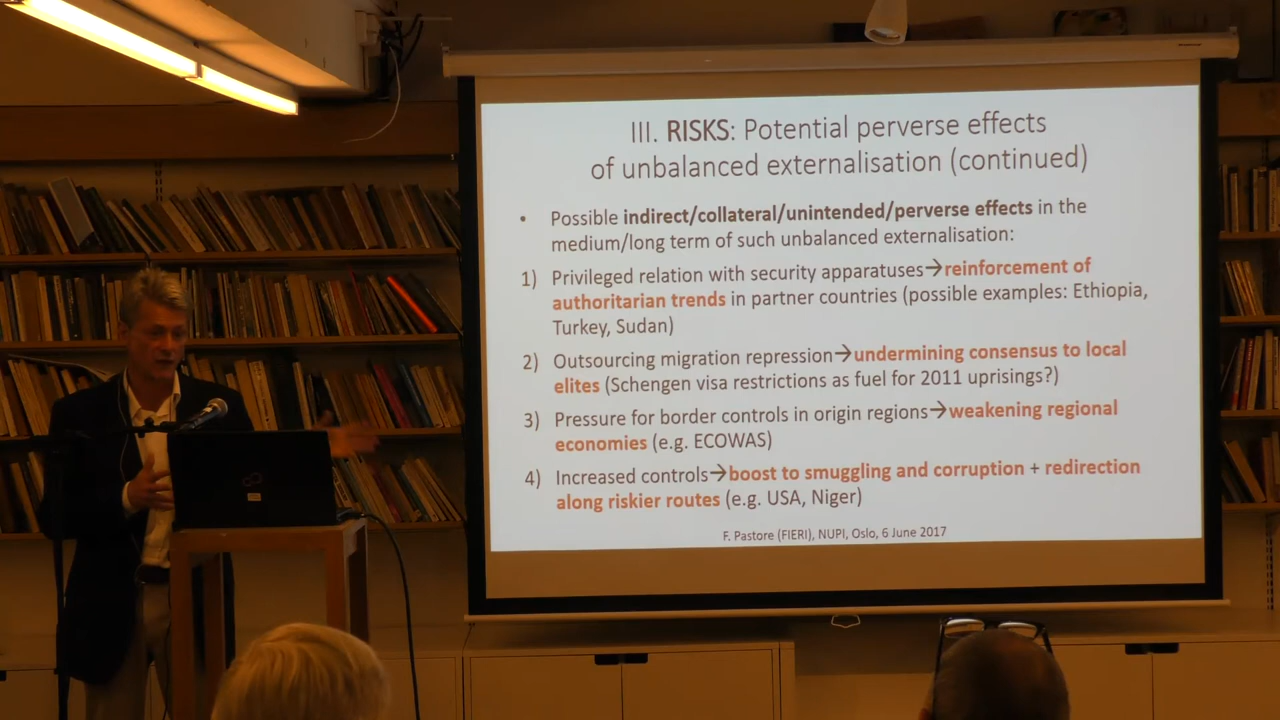 III. RISKS: Potential perverse effects
of unbalanced externalisation (continued)
• Possible indirect/collateral/unintended/perverse effects in the
medium/long term of such unbalanced externalisation:
1) Privileged relation with security apparatuses→reinforcement of
authoritarian trends in partner countries (possible examples: Ethiopia,
Turkey, Sudan)
2) Outsourcing migration repression→undermining consensus to local
elites (Schengen visa restrictions as fuel for 2011 uprisings?)
3) Pressure for border controls in origin regions→weakening regional
economies (e.g. ECOWAS)
4) Increased controls→boost to smuggling and corruption + redirection
along riskier routes (e.g. USA, Niger)
F. Pastore (FIERI), NUPI, Oslo, 6 June 2017